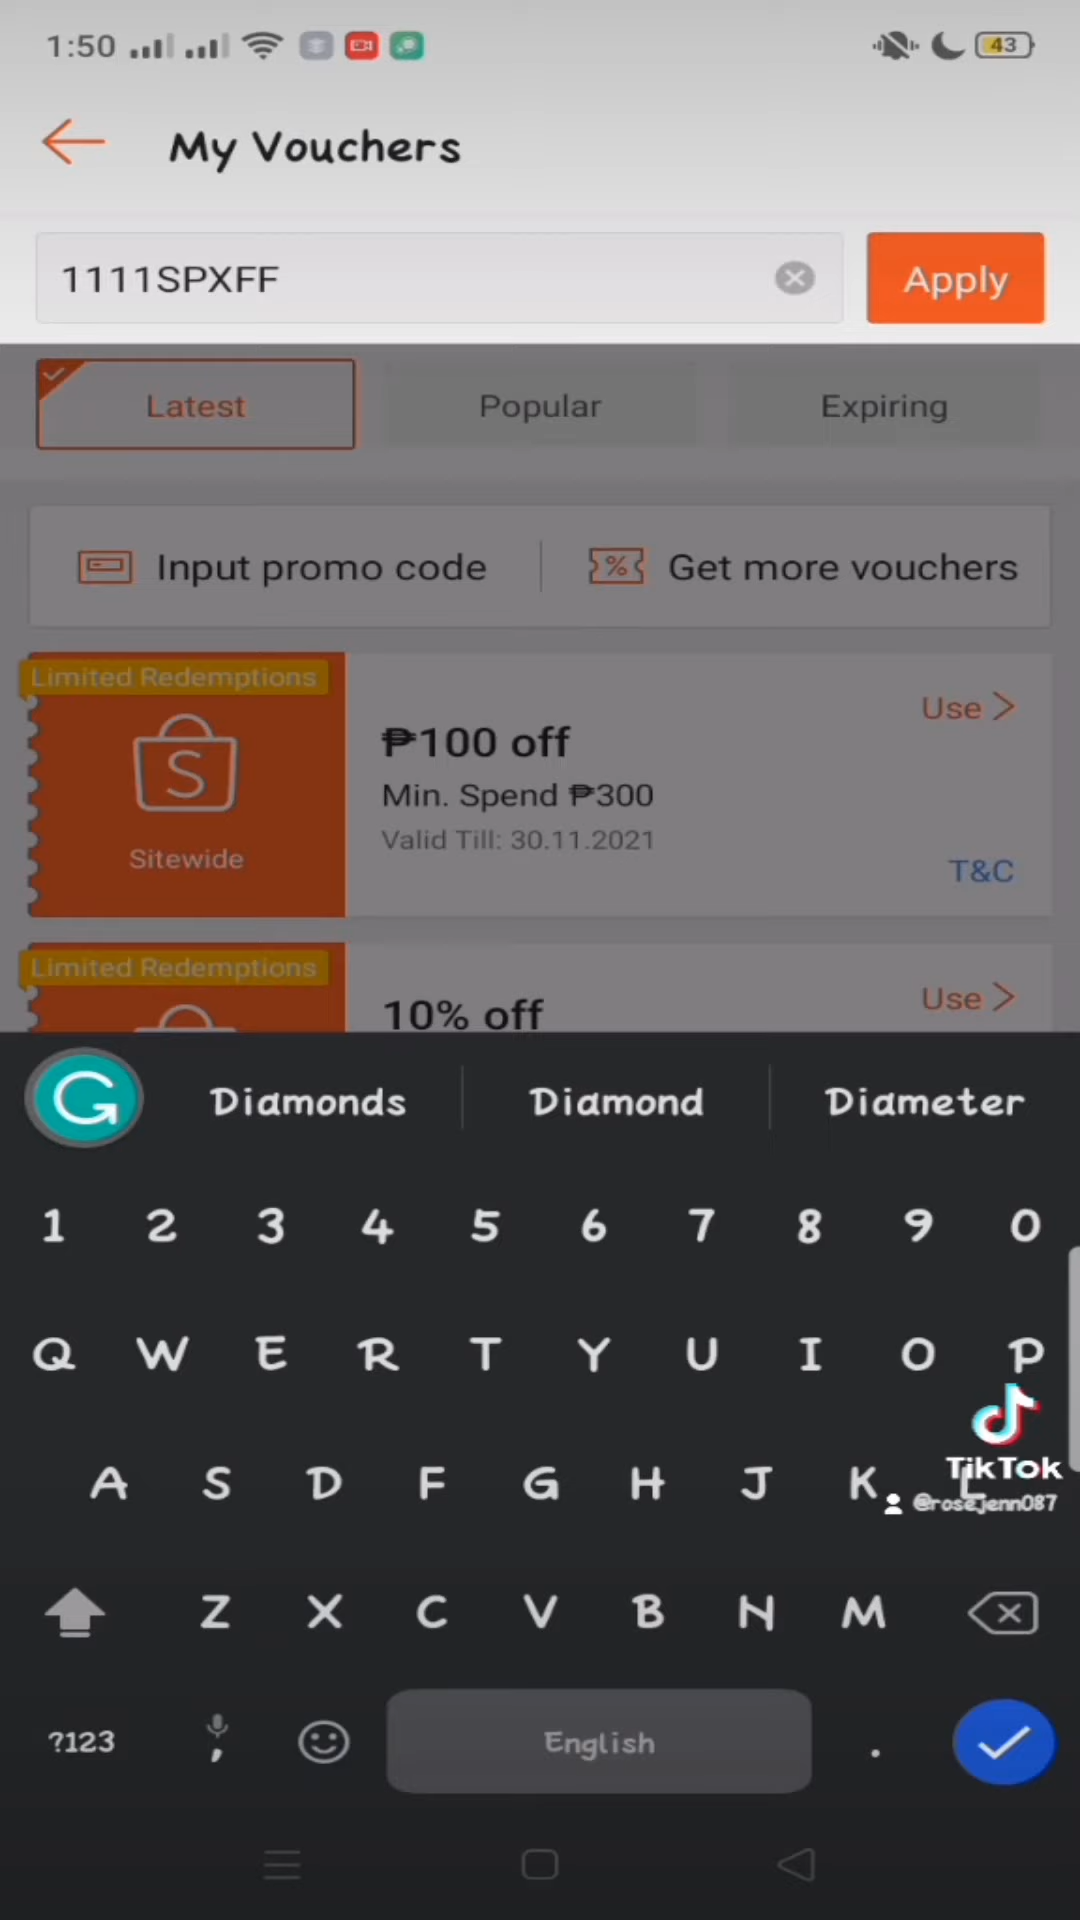 1:50
43
My Vouchers
1111SPXFF
Apply
Latest
Popular
Expiring
Input promo code
Get more vouchers
Limited Redemptions
S
Sitewide
₱100 off
Min. Spend ₱300
Valid Till: 30.11.2021
Use >
T&C
Limited Redemptions
10% off
Use >
G
Diamonds
Diamond
Diameter
1 2 3 4 5 6 7 8 9 0
Q W E R T Y U I O P
A S D F G H J K L
Z X C V B N M
?123
,
English
.
TikTok
@rosejenn087